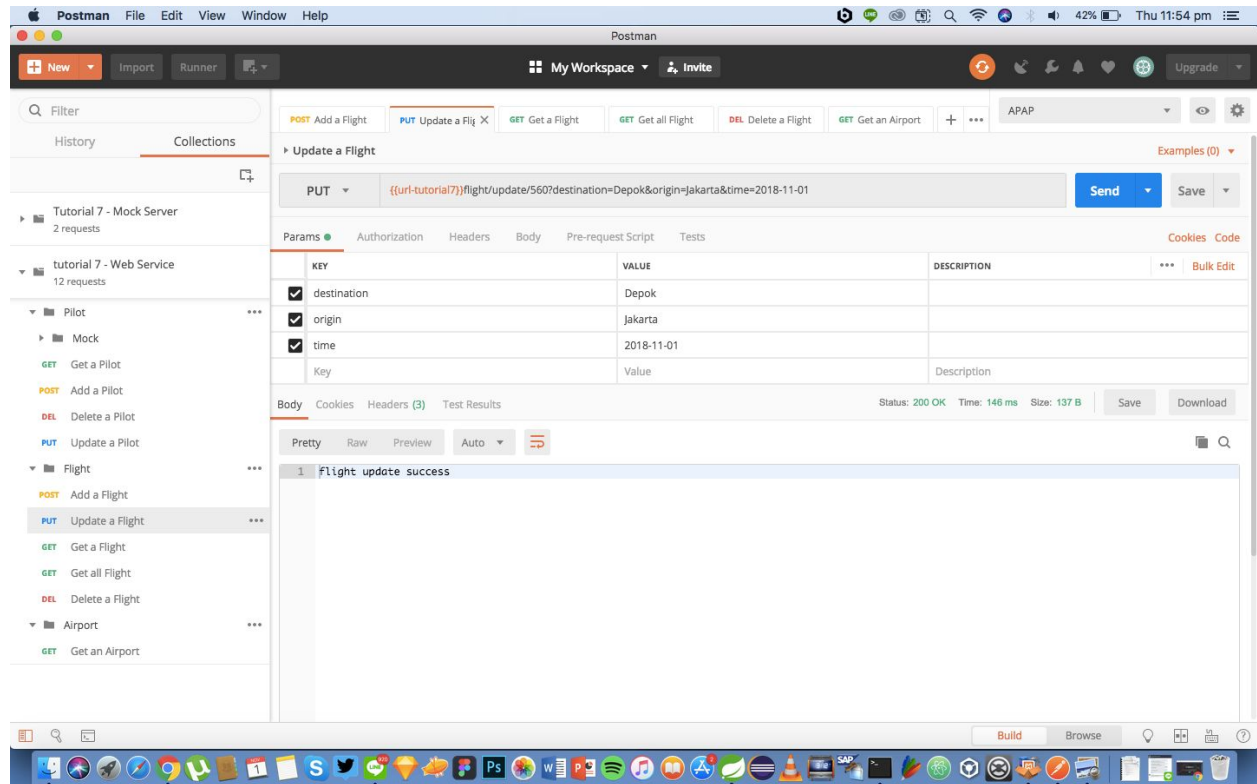 Postman File Edit View Window Help 42% Thu 11:54 pm
Postman
New Import Runner My Workspace Invite Upgrade
Filter
History Collections
Tutorial 7 - Mock Server
2 requests
tutorial 7 - Web Service
12 requests
Pilot
Mock
GET Get a Pilot
POST Add a Pilot
DEL Delete a Pilot
PUT Update a Pilot
Flight
POST Add a Flight
PUT Update a Flight
GET Get a Flight
GET Get all Flight
DEL Delete a Flight
Airport
GET Get an Airport
POST Add a Flight PUT Update a Flig GET Get a Flight GET Get all Flight DEL Delete a Flight GET Get an Airport APAP
Update a Flight Examples (0)
PUT {{url-tutorial7}}flight/update/560?destination=Depok&origin=Jakarta&time=2018-11-01 Send Save
Params Authorization Headers Body Pre-request Script Tests Cookies Code
KEY VALUE DESCRIPTION Bulk Edit
destination Depok
origin Jakarta
time 2018-11-01
Key Value Description
Body Cookies Headers (3) Test Results Status: 200 OK Time: 146 ms Size: 137 B Save Download
Pretty Raw Preview Auto
1 flight update success
Build Browse